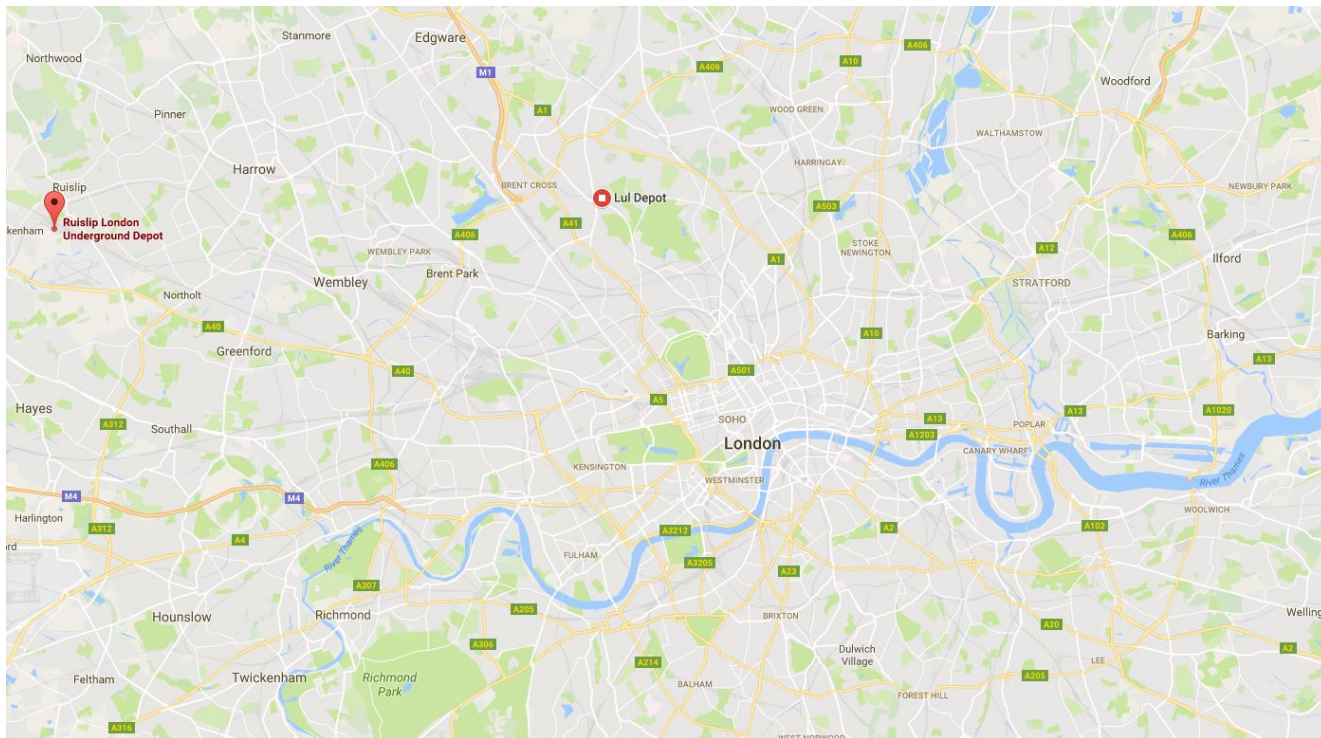 Stanmore
Edgware
A406
A10
Northwood
M1
A406
Woodford
Pinner
A1
WOOD GREEN
WALTHAMSTOW
Harrow
HARRINGAY
Ruislip
BRENT CROSS
Lul Depot
A503
NEWBURY PARK
kenham
Ruislip London
Underground Depot
A41
A406
A406
WEMBLEY PARK
STOKE
NEWINGTON
A12
A1
Ilford
Wembley
Brent Park
STRATFORD
Northolt
A40
A10
Barking
Greenford
A40
A501
A13
Hayes
A5
A312
SOHO
A13
A13
A1020
Southall
London
A1203
POPLAR
CANARY WHARF
A406
KENSINGTON
WESTMINSTER
River Thames
M4
M4
WOOLWICH
Harlington
A312
A4
River Thames
A3212
A2
A102
rd
FULHAM
A3205
A23
A307
Hounslow
Richmond
A205
BRIXTON
A20
Welling
A306
Dulwich
Village
A2
A214
LEE
Feltham
Twickenham
Richmond
Park
BALHAM
FOREST HILL
A205
A316
WEST NORWOOD